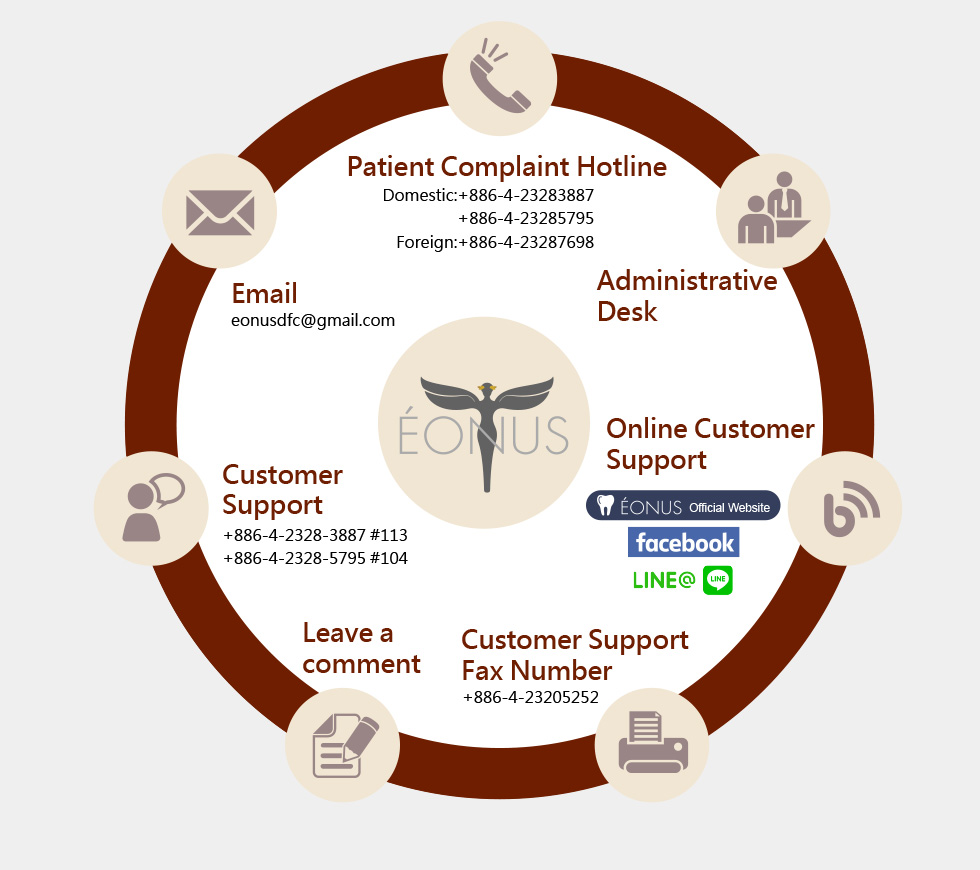 Patient Complaint Hotline
Domestic:+886-4-23283887
+886-4-23285795
Foreign:+886-4-23287698
Administrative
Desk
Email
eonusdfc@gmail.com
ÉONUS
Online Customer
Support
ÉONUS Official Website
facebook
LINE@ LINE
Customer
Support
+886-4-2328-3887 #113
+886-4-2328-5795 #104
Leave a
comment
Customer Support
Fax Number
+886-4-23205252